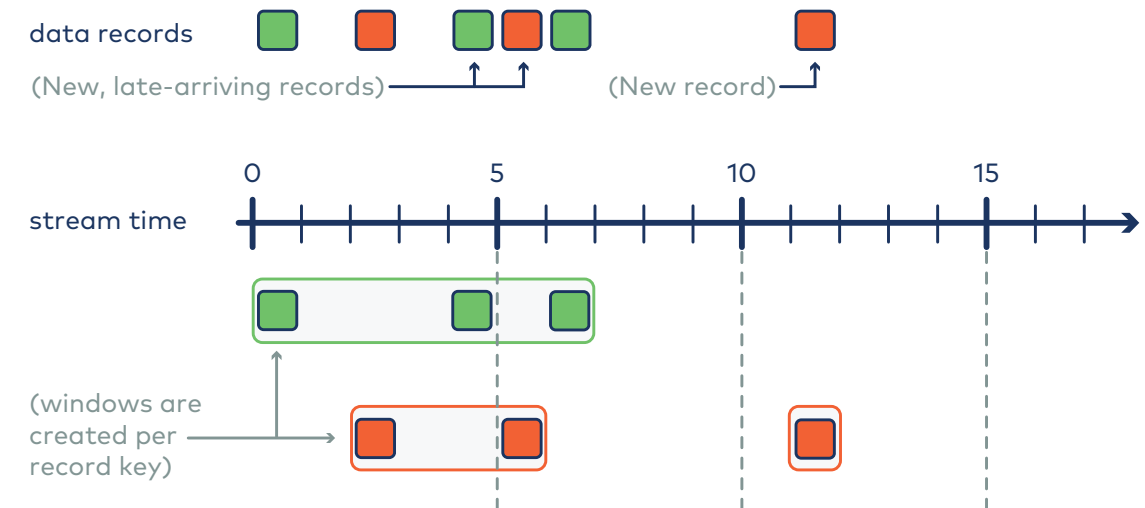 data records
(New, late-arriving records)
(New record)
0 5 10 15
stream time
(windows are
created per
record key)